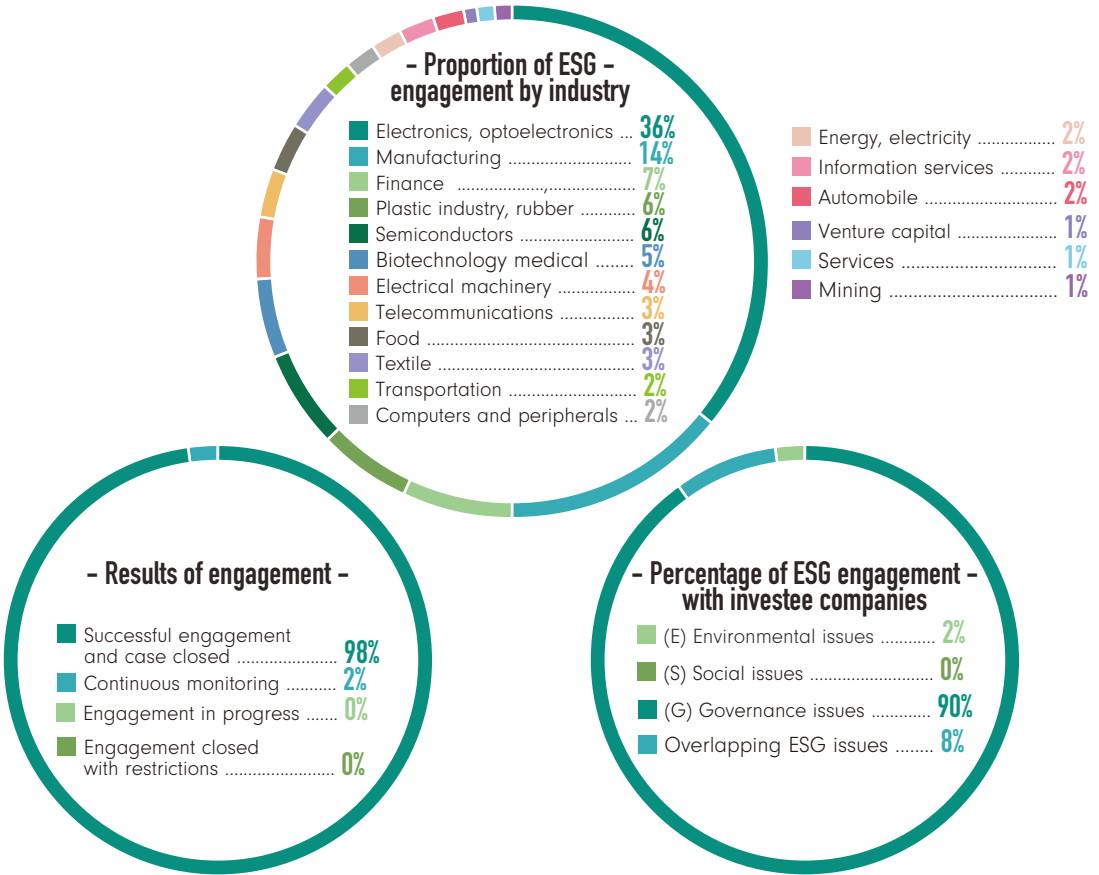 – Proportion of ESG –
engagement by industry
Electronics, optoelectronics ... 36%
Manufacturing ........................... 14%
Finance ..................,................... 7%
Plastic industry, rubber ............ 6%
Semiconductors ......................... 6%
Biotechnology medical ........ 5%
Electrical machinery ................. 4%
Telecommunications ................ 3%
Food ............................................. 3%
Textile ........................................... 3%
Transportation ............................ 2%
Computers and peripherals ... 2%
Energy, electricity ................. 2%
Information services ............ 2%
Automobile ............................ 2%
Venture capital ..................... 1%
Services .................................. 1%
Mining .................................... 1%
– Results of engagement –
Successful engagement
and case closed ...................... 98%
Continuous monitoring ........... 2%
Engagement in progress ....... 0%
Engagement closed
with restrictions ........................ 0%
– Percentage of ESG engagement –
with investee companies
(E) Environmental issues ............ 2%
(S) Social issues ........................... 0%
(G) Governance issues ............. 90%
Overlapping ESG issues ........ 8%